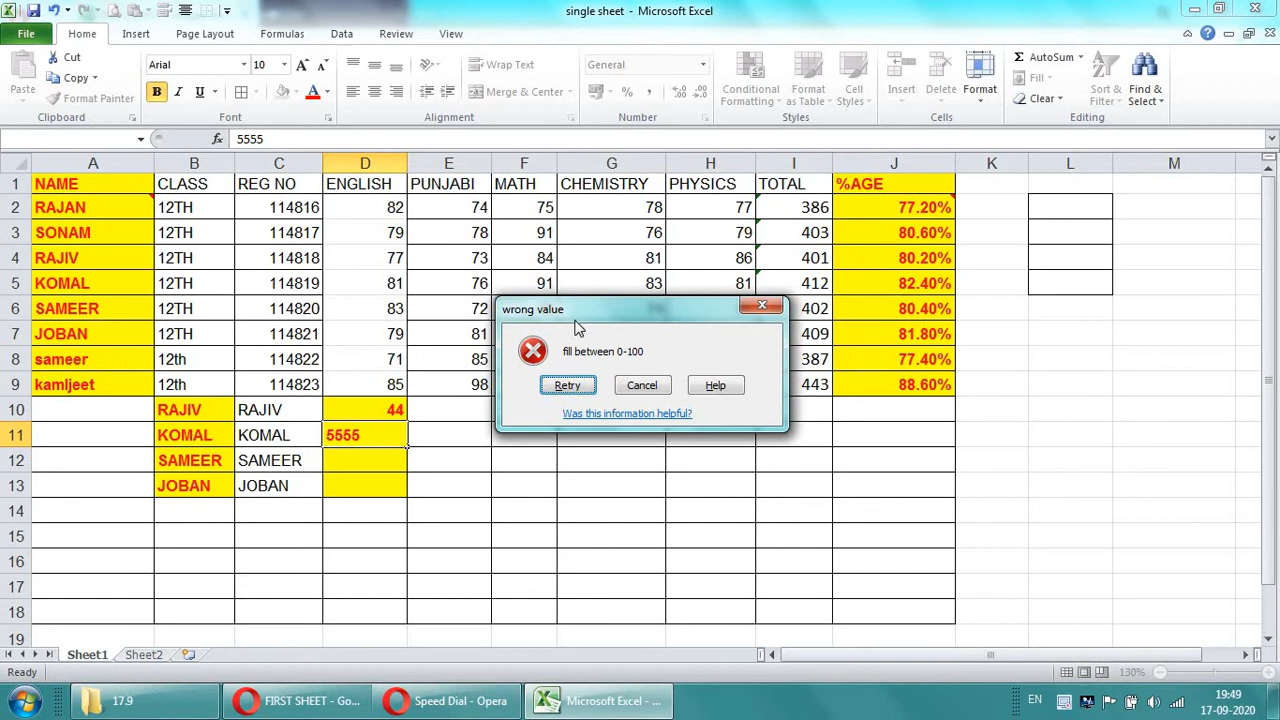 single sheet - Microsoft Excel
File Home Insert Page Layout Formulas Data Review View
Cut
Copy
Format Painter
Paste
Clipboard
Arial 10
B I U A
Font
Wrap Text
Merge & Center
Alignment
General
% ,
Number
Conditional Formatting
Format as Table
Cell Styles
Styles
Insert Delete Format
Cells
Σ AutoSum
Fill
Clear
Sort & Filter
Find & Select
Editing
fx 5555
A B C D E F G H I J K L M
1 NAME CLASS REG NO ENGLISH PUNJABI MATH CHEMISTRY PHYSICS TOTAL %AGE
2 RAJAN 12TH 114816 82 74 75 78 77 386 77.20%
3 SONAM 12TH 114817 79 78 91 76 79 403 80.60%
4 RAJIV 12TH 114818 77 73 84 81 86 401 80.20%
5 KOMAL 12TH 114819 81 76 91 83 81 412 82.40%
6 SAMEER 12TH 114820 83 72 402 80.40%
7 JOBAN 12TH 114821 79 81 409 81.80%
8 sameer 12th 114822 71 85 387 77.40%
9 kamljeet 12th 114823 85 98 443 88.60%
10 RAJIV RAJIV 44
11 KOMAL KOMAL 5555
12 SAMEER SAMEER
13 JOBAN JOBAN
14
15
16
17
18
19
wrong value
fill between 0-100
Retry Cancel Help
Was this information helpful?
Sheet1 Sheet2
Ready 130%
17.9 FIRST SHEET - Go... Speed Dial - Opera Microsoft Excel - ... EN 19:49
17-09-2020